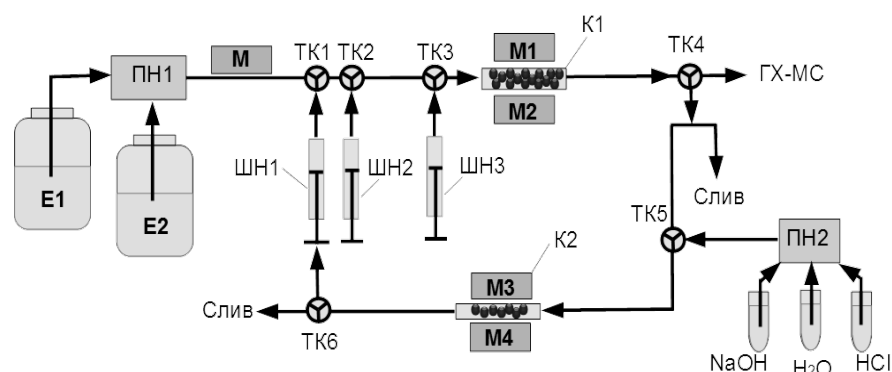 ТК1
ТК2
ТК3
М1
К1
ТК4
М
ПН1
ГХ-МС
М2
ШН1
ШН2
ШН3
Слив
Е1
Е2
ТК5
К2
ПН2
М3
Слив
М4
ТК6
NaOH
H₂O
HCl